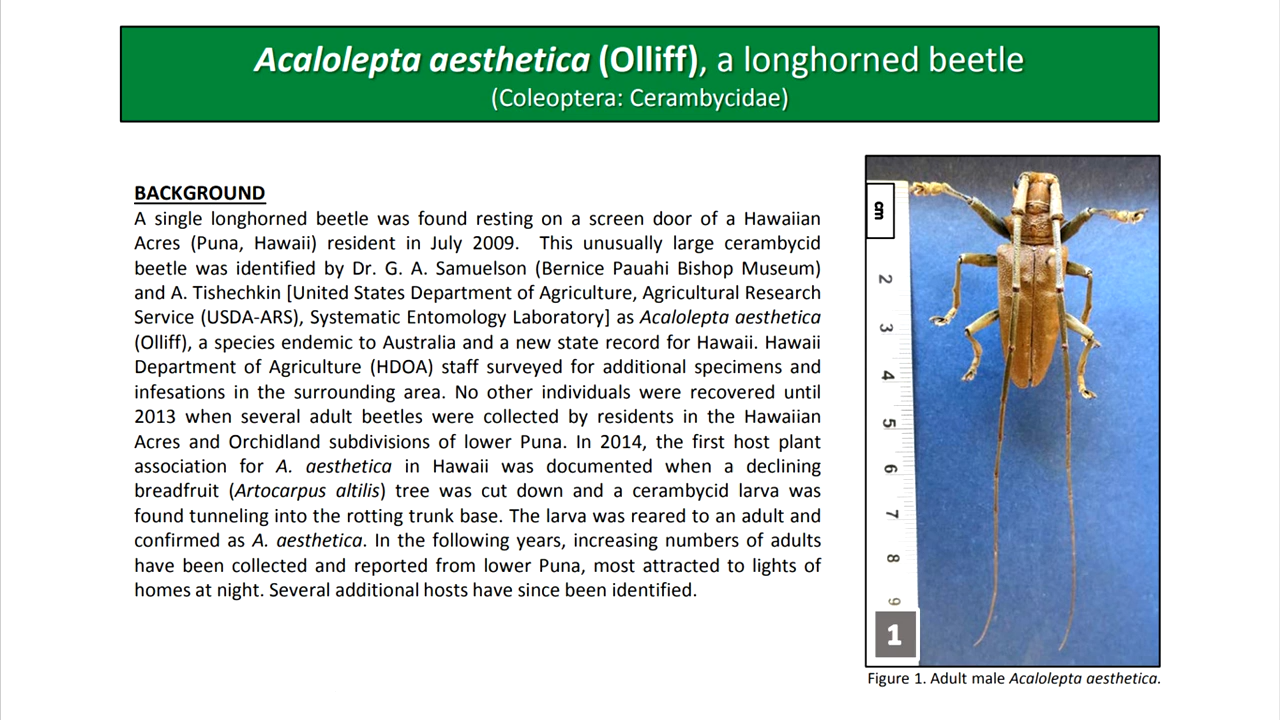 Acalolepta aesthetica (Olliff), a longhorned beetle
(Coleoptera: Cerambycidae)
BACKGROUND
A single longhorned beetle was found resting on a screen door of a Hawaiian
Acres (Puna, Hawaii) resident in July 2009. This unusually large cerambycid
beetle was identified by Dr. G. A. Samuelson (Bernice Pauahi Bishop Museum)
and A. Tishechkin [United States Department of Agriculture, Agricultural Research
Service (USDA-ARS), Systematic Entomology Laboratory] as Acalolepta aesthetica
(Olliff), a species endemic to Australia and a new state record for Hawaii. Hawaii
Department of Agriculture (HDOA) staff surveyed for additional specimens and
infesations in the surrounding area. No other individuals were recovered until
2013 when several adult beetles were collected by residents in the Hawaiian
Acres and Orchidland subdivisions of lower Puna. In 2014, the first host plant
association for A. aesthetica in Hawaii was documented when a declining
breadfruit (Artocarpus altilis) tree was cut down and a cerambycid larva was
found tunneling into the rotting trunk base. The larva was reared to an adult and
confirmed as A. aesthetica. In the following years, increasing numbers of adults
have been collected and reported from lower Puna, most attracted to lights of
homes at night. Several additional hosts have since been identified.
cm
2
3
4
5
6
7
8
9
1
Figure 1. Adult male Acalolepta aesthetica.